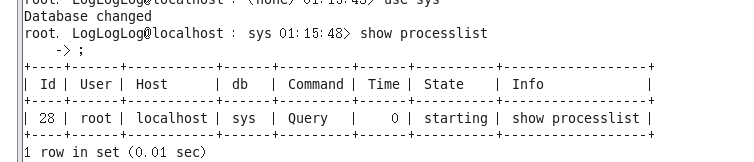 root. LogLogLog@localhost : (none) 01:15:43> use sys
Database changed
root. LogLogLog@localhost : sys 01:15:48> show processlist
    -> ;
+----+------+-----------+-----+---------+------+----------+------------------+
| Id | User | Host      | db  | Command | Time | State    | Info             |
+----+------+-----------+-----+---------+------+----------+------------------+
| 28 | root | localhost | sys | Query   |    0 | starting | show processlist |
+----+------+-----------+-----+---------+------+----------+------------------+
1 row in set (0.01 sec)